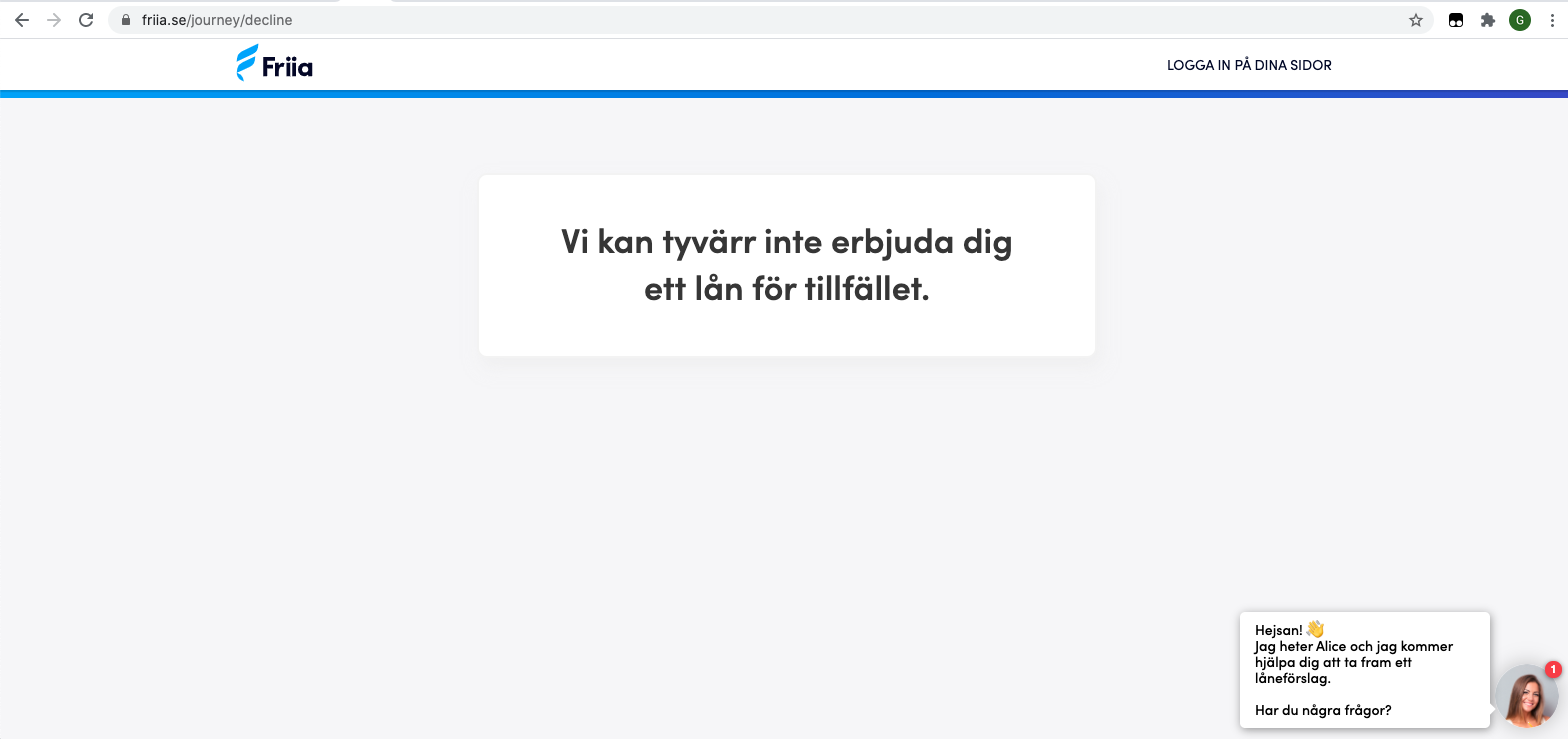 friia.se/journey/decline
G
Friia
LOGGA IN PÅ DINA SIDOR
Vi kan tyvärr inte erbjuda dig
ett lån för tillfället.
Hejsan! 👋
Jag heter Alice och jag kommer
hjälpa dig att ta fram ett
låneförslag.
Har du några frågor?
1